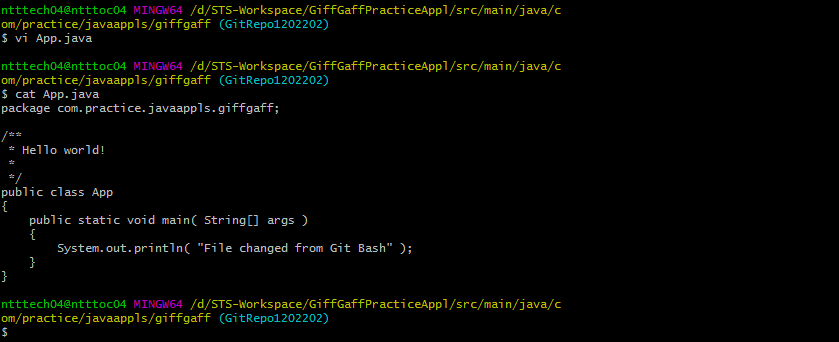 ntttech04@ntttoc04 MINGW64 /d/STS-Workspace/GiffGaffPracticeAppl/src/main/java/c
om/practice/javaappls/giffgaff (GitRepo1202202)
$ vi App.java
ntttech04@ntttoc04 MINGW64 /d/STS-Workspace/GiffGaffPracticeAppl/src/main/java/c
om/practice/javaappls/giffgaff (GitRepo1202202)
$ cat App.java
package com.practice.javaappls.giffgaff;
/**
 * Hello world!
 *
 */
public class App
{
    public static void main( String[] args )
    {
        System.out.println( "File changed from Git Bash" );
    }
}
ntttech04@ntttoc04 MINGW64 /d/STS-Workspace/GiffGaffPracticeAppl/src/main/java/c
om/practice/javaappls/giffgaff (GitRepo1202202)
$